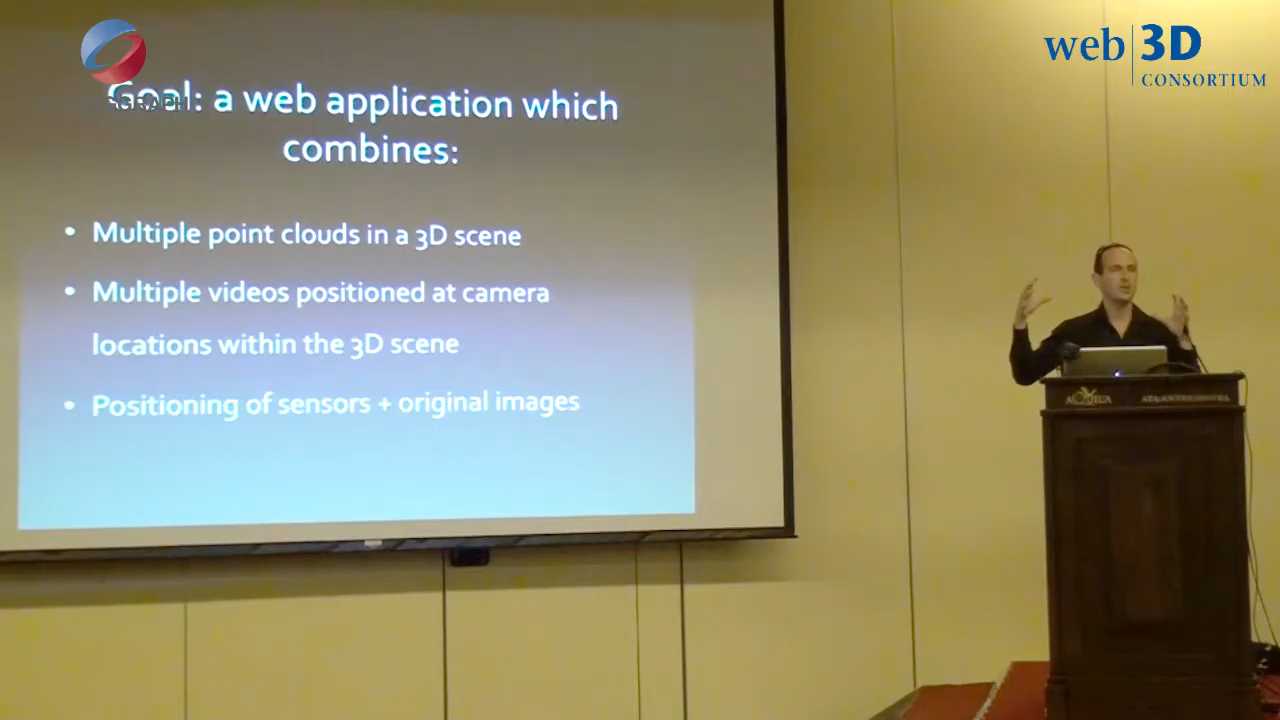 web 3D
CONSORTIUM
Goal: a web application which
combines:
• Multiple point clouds in a 3D scene
• Multiple videos positioned at camera
locations within the 3D scene
• Positioning of sensors + original images